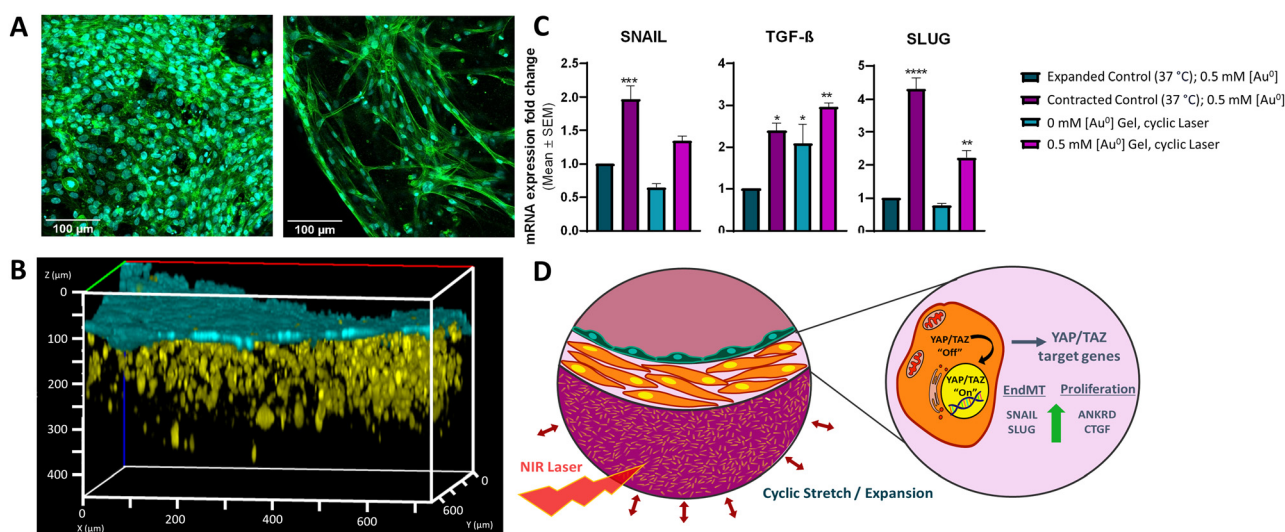 A
100 µm
100 µm
B
Z (µm)
0
100
200
300
400
X (µm)
200
400
600
Y (µm)
600
0
C
SNAIL
TGF-ß
SLUG
mRNA expression fold change
(Mean ± SEM)
2.5
2.0
1.5
1.0
0.5
0.0
***
4
3
2
1
0
*
*
**
5
4
3
2
1
0
****
**
Expanded Control (37 °C); 0.5 mM [Au⁰]
Contracted Control (37 °C); 0.5 mM [Au⁰]
0 mM [Au⁰] Gel, cyclic Laser
0.5 mM [Au⁰] Gel, cyclic Laser
D
NIR Laser
Cyclic Stretch / Expansion
YAP/TAZ
"Off"
YAP/TAZ
"On"
YAP/TAZ
target genes
EndMT
Proliferation
SNAIL
SLUG
ANKRD
CTGF